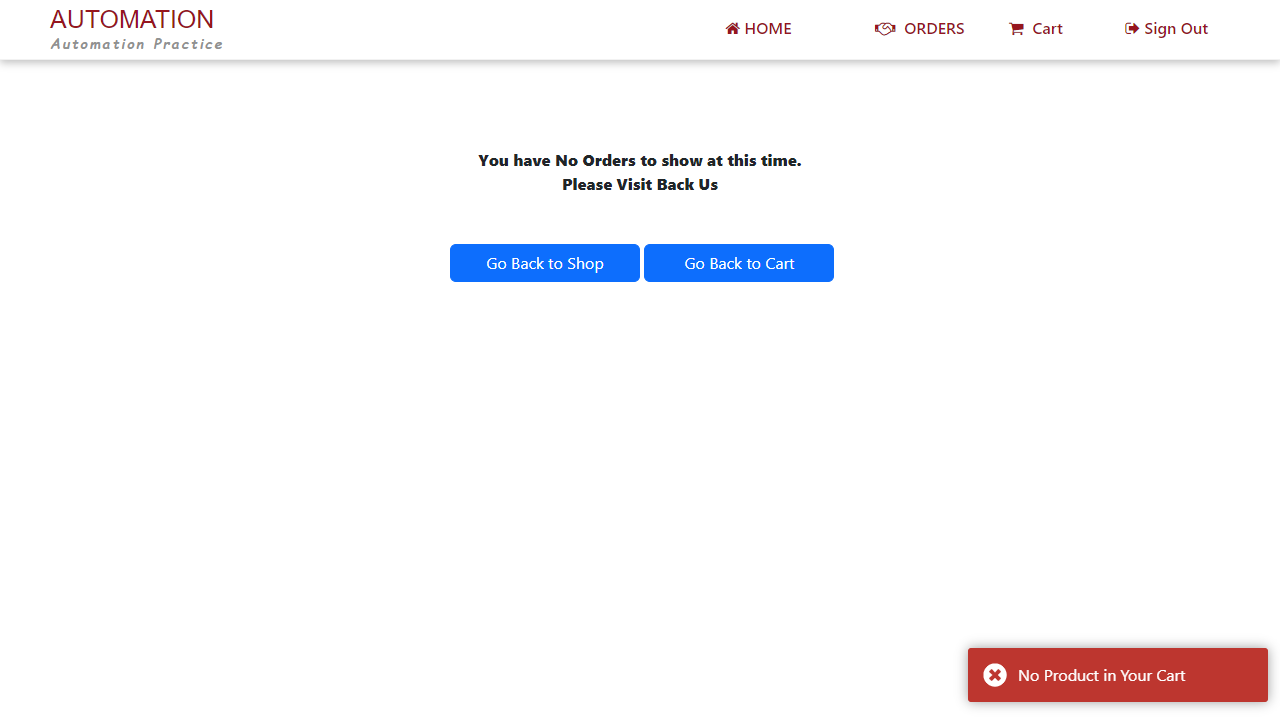 AUTOMATION
Automation Practice
HOME
ORDERS
Cart
Sign Out
You have No Orders to show at this time.
Please Visit Back Us
Go Back to Shop
Go Back to Cart
No Product in Your Cart